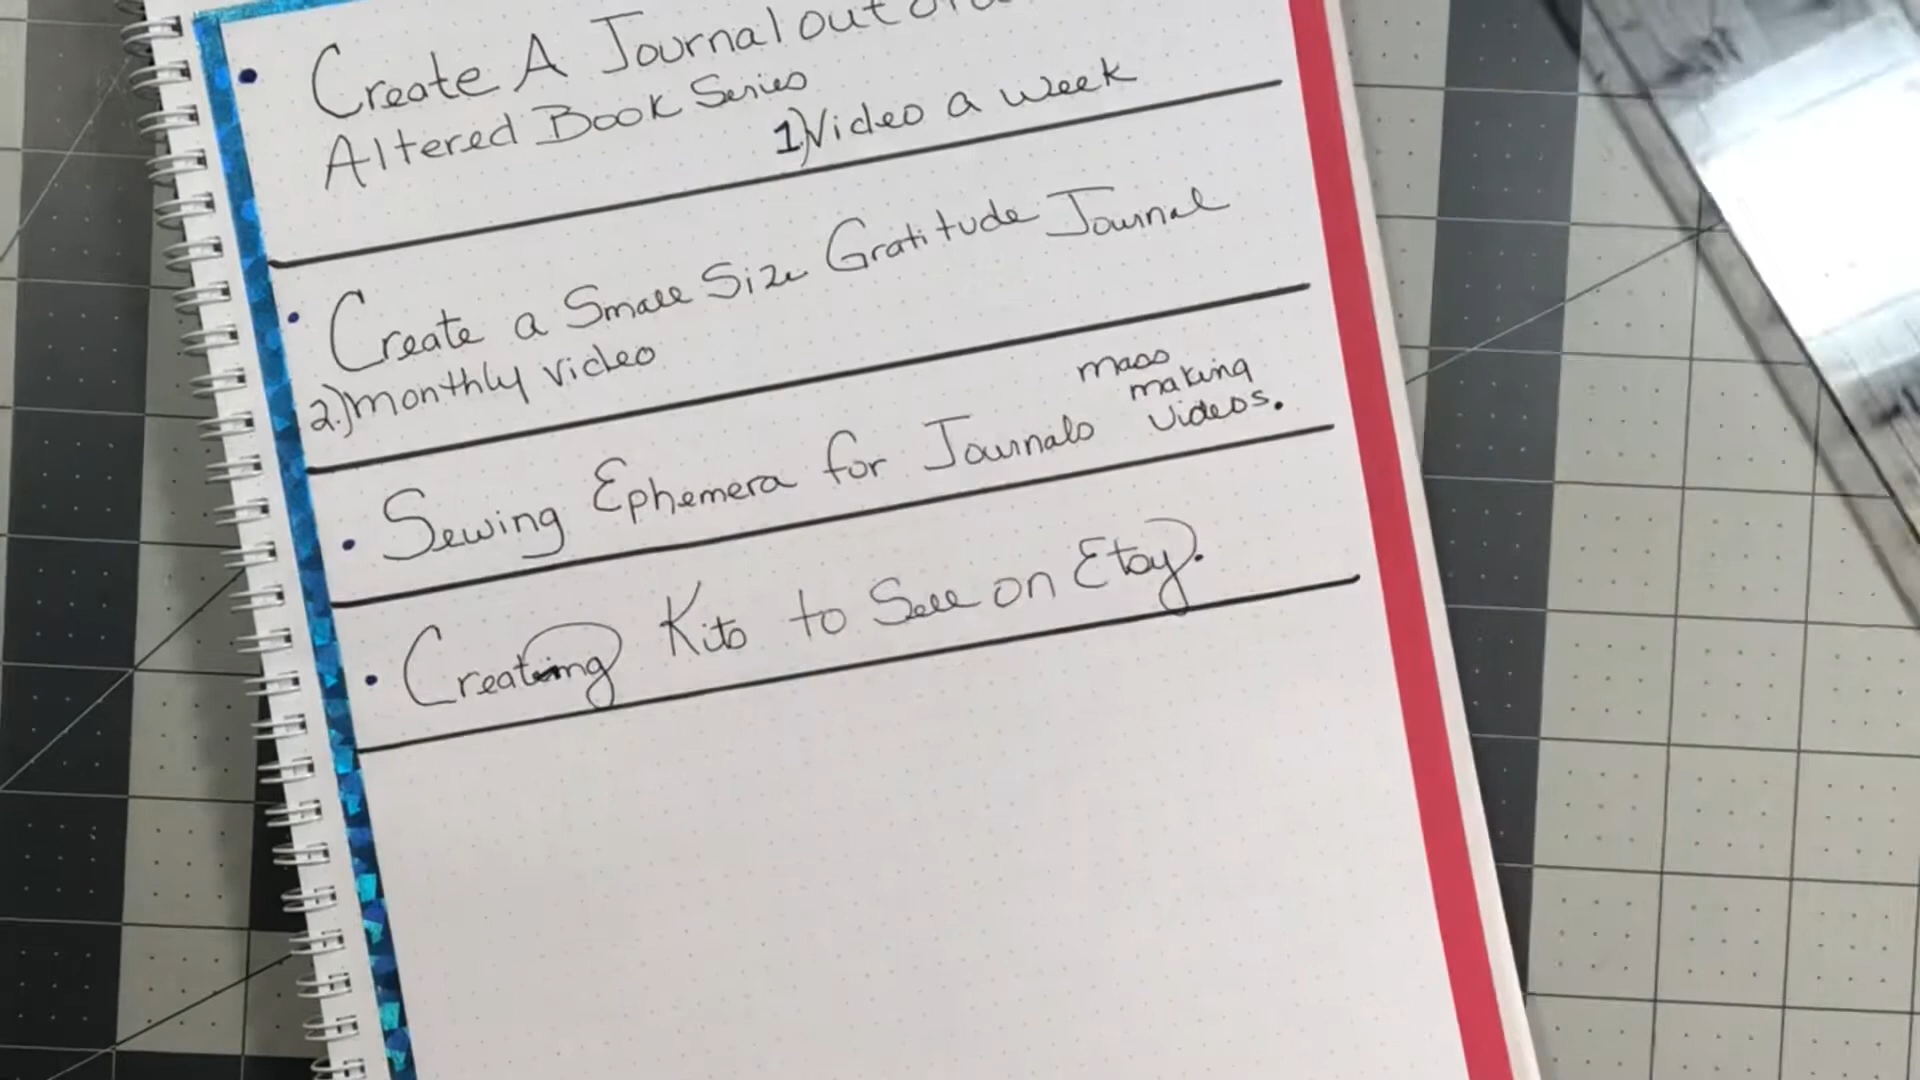 • Create A Journal out of
Altered Book Series
1) Video a week
• Create a Small Size Gratitude Journal
2.) monthly video
• Sewing Ephemera for Journals
mass
making
videos.
• Creating Kits to Sell on Etsy.